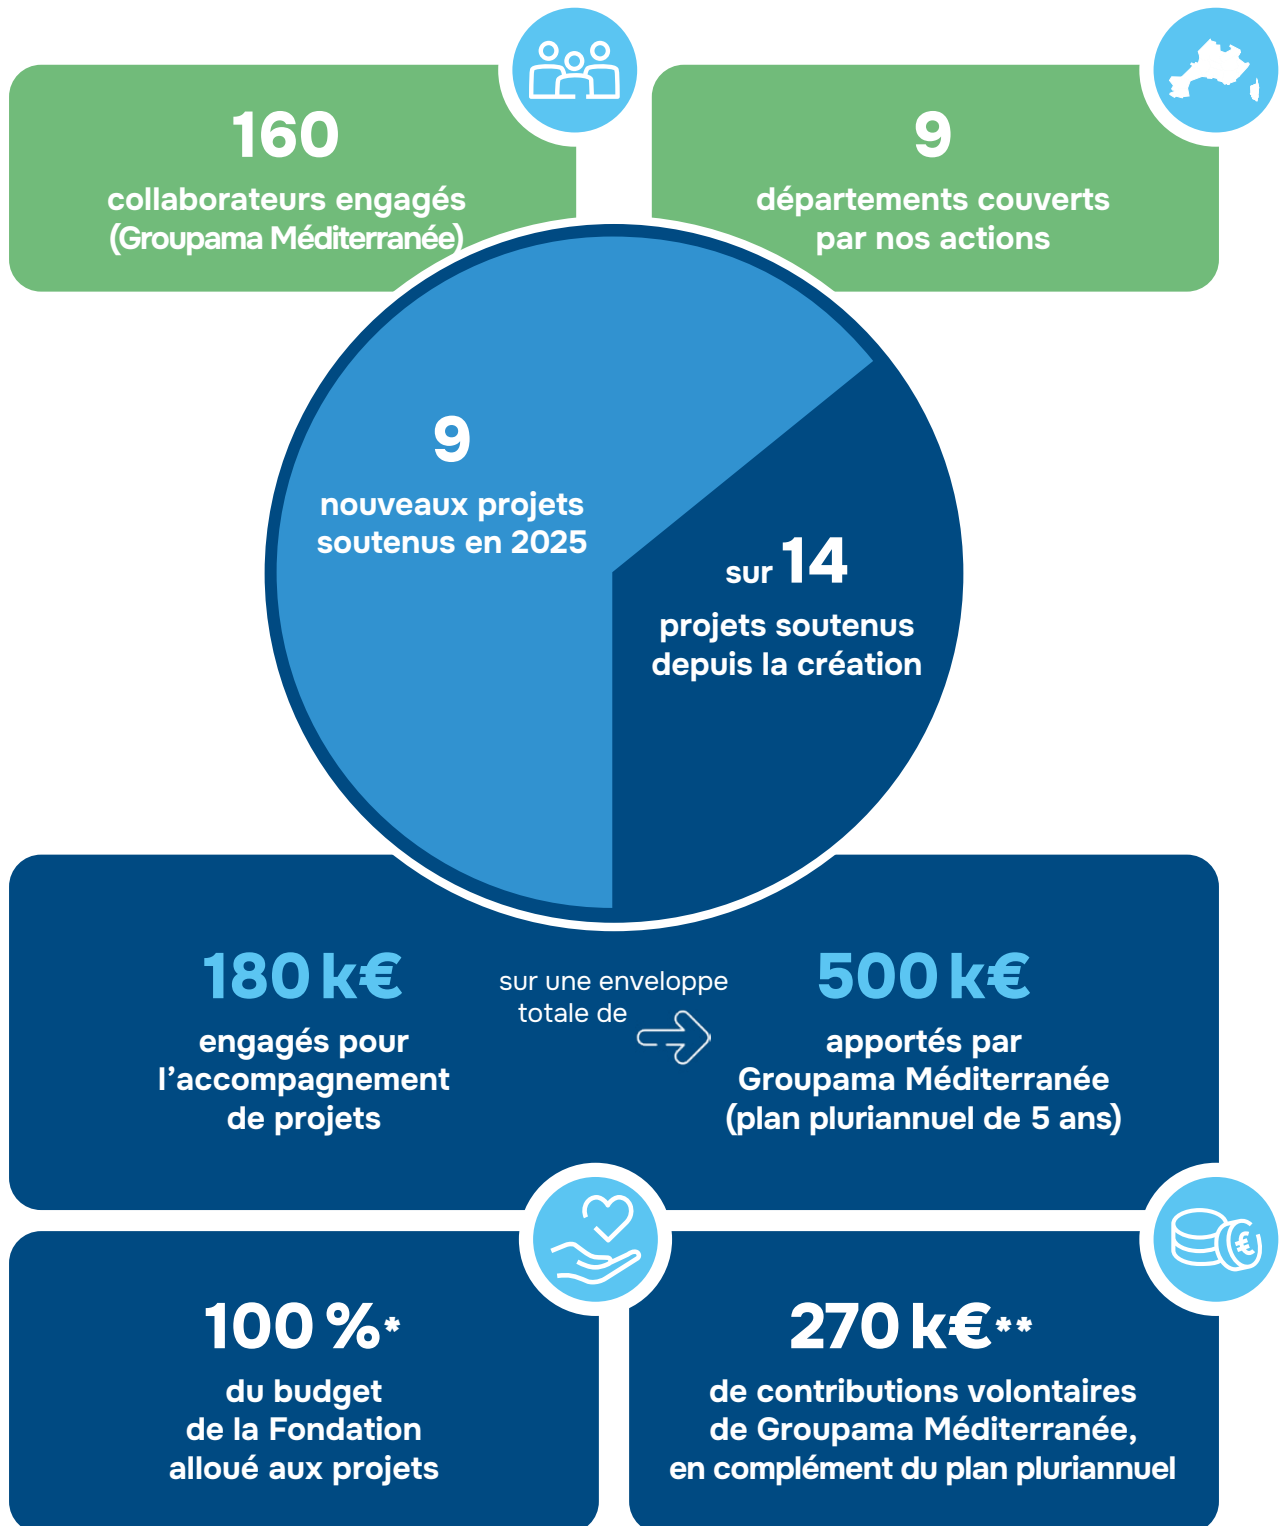 160
collaborateurs engagés
(Groupama Méditerranée)
9
départements couverts
par nos actions
9
nouveaux projets
soutenus en 2025
sur 14
projets soutenus
depuis la création
180 k€
engagés pour
l’accompagnement
de projets
sur une enveloppe
totale de
500 k€
apportés par
Groupama Méditerranée
(plan pluriannuel de 5 ans)
100 %*
du budget
de la Fondation
alloué aux projets
270 k€**
de contributions volontaires
de Groupama Méditerranée,
en complément du plan pluriannuel